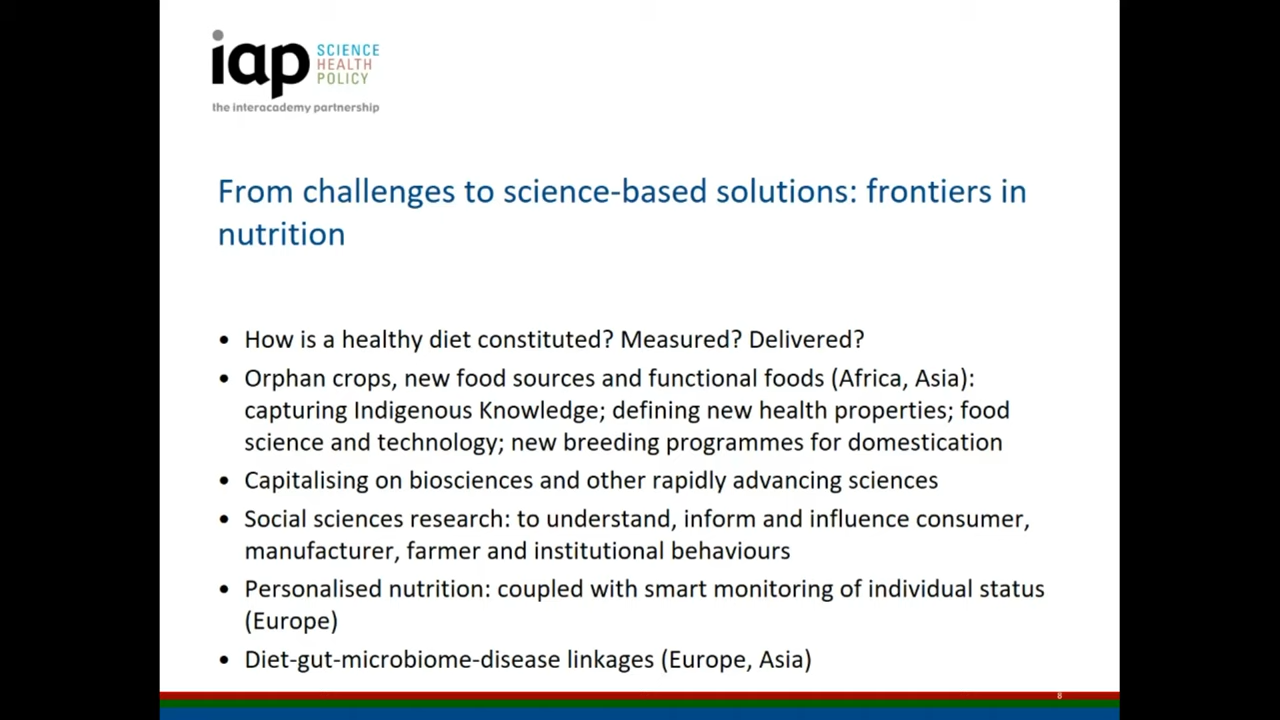 iap SCIENCE
HEALTH
POLICY
the interacademy partnership
From challenges to science-based solutions: frontiers in
nutrition
• How is a healthy diet constituted? Measured? Delivered?
• Orphan crops, new food sources and functional foods (Africa, Asia):
capturing Indigenous Knowledge; defining new health properties; food
science and technology; new breeding programmes for domestication
• Capitalising on biosciences and other rapidly advancing sciences
• Social sciences research: to understand, inform and influence consumer,
manufacturer, farmer and institutional behaviours
• Personalised nutrition: coupled with smart monitoring of individual status
(Europe)
• Diet-gut-microbiome-disease linkages (Europe, Asia)
8